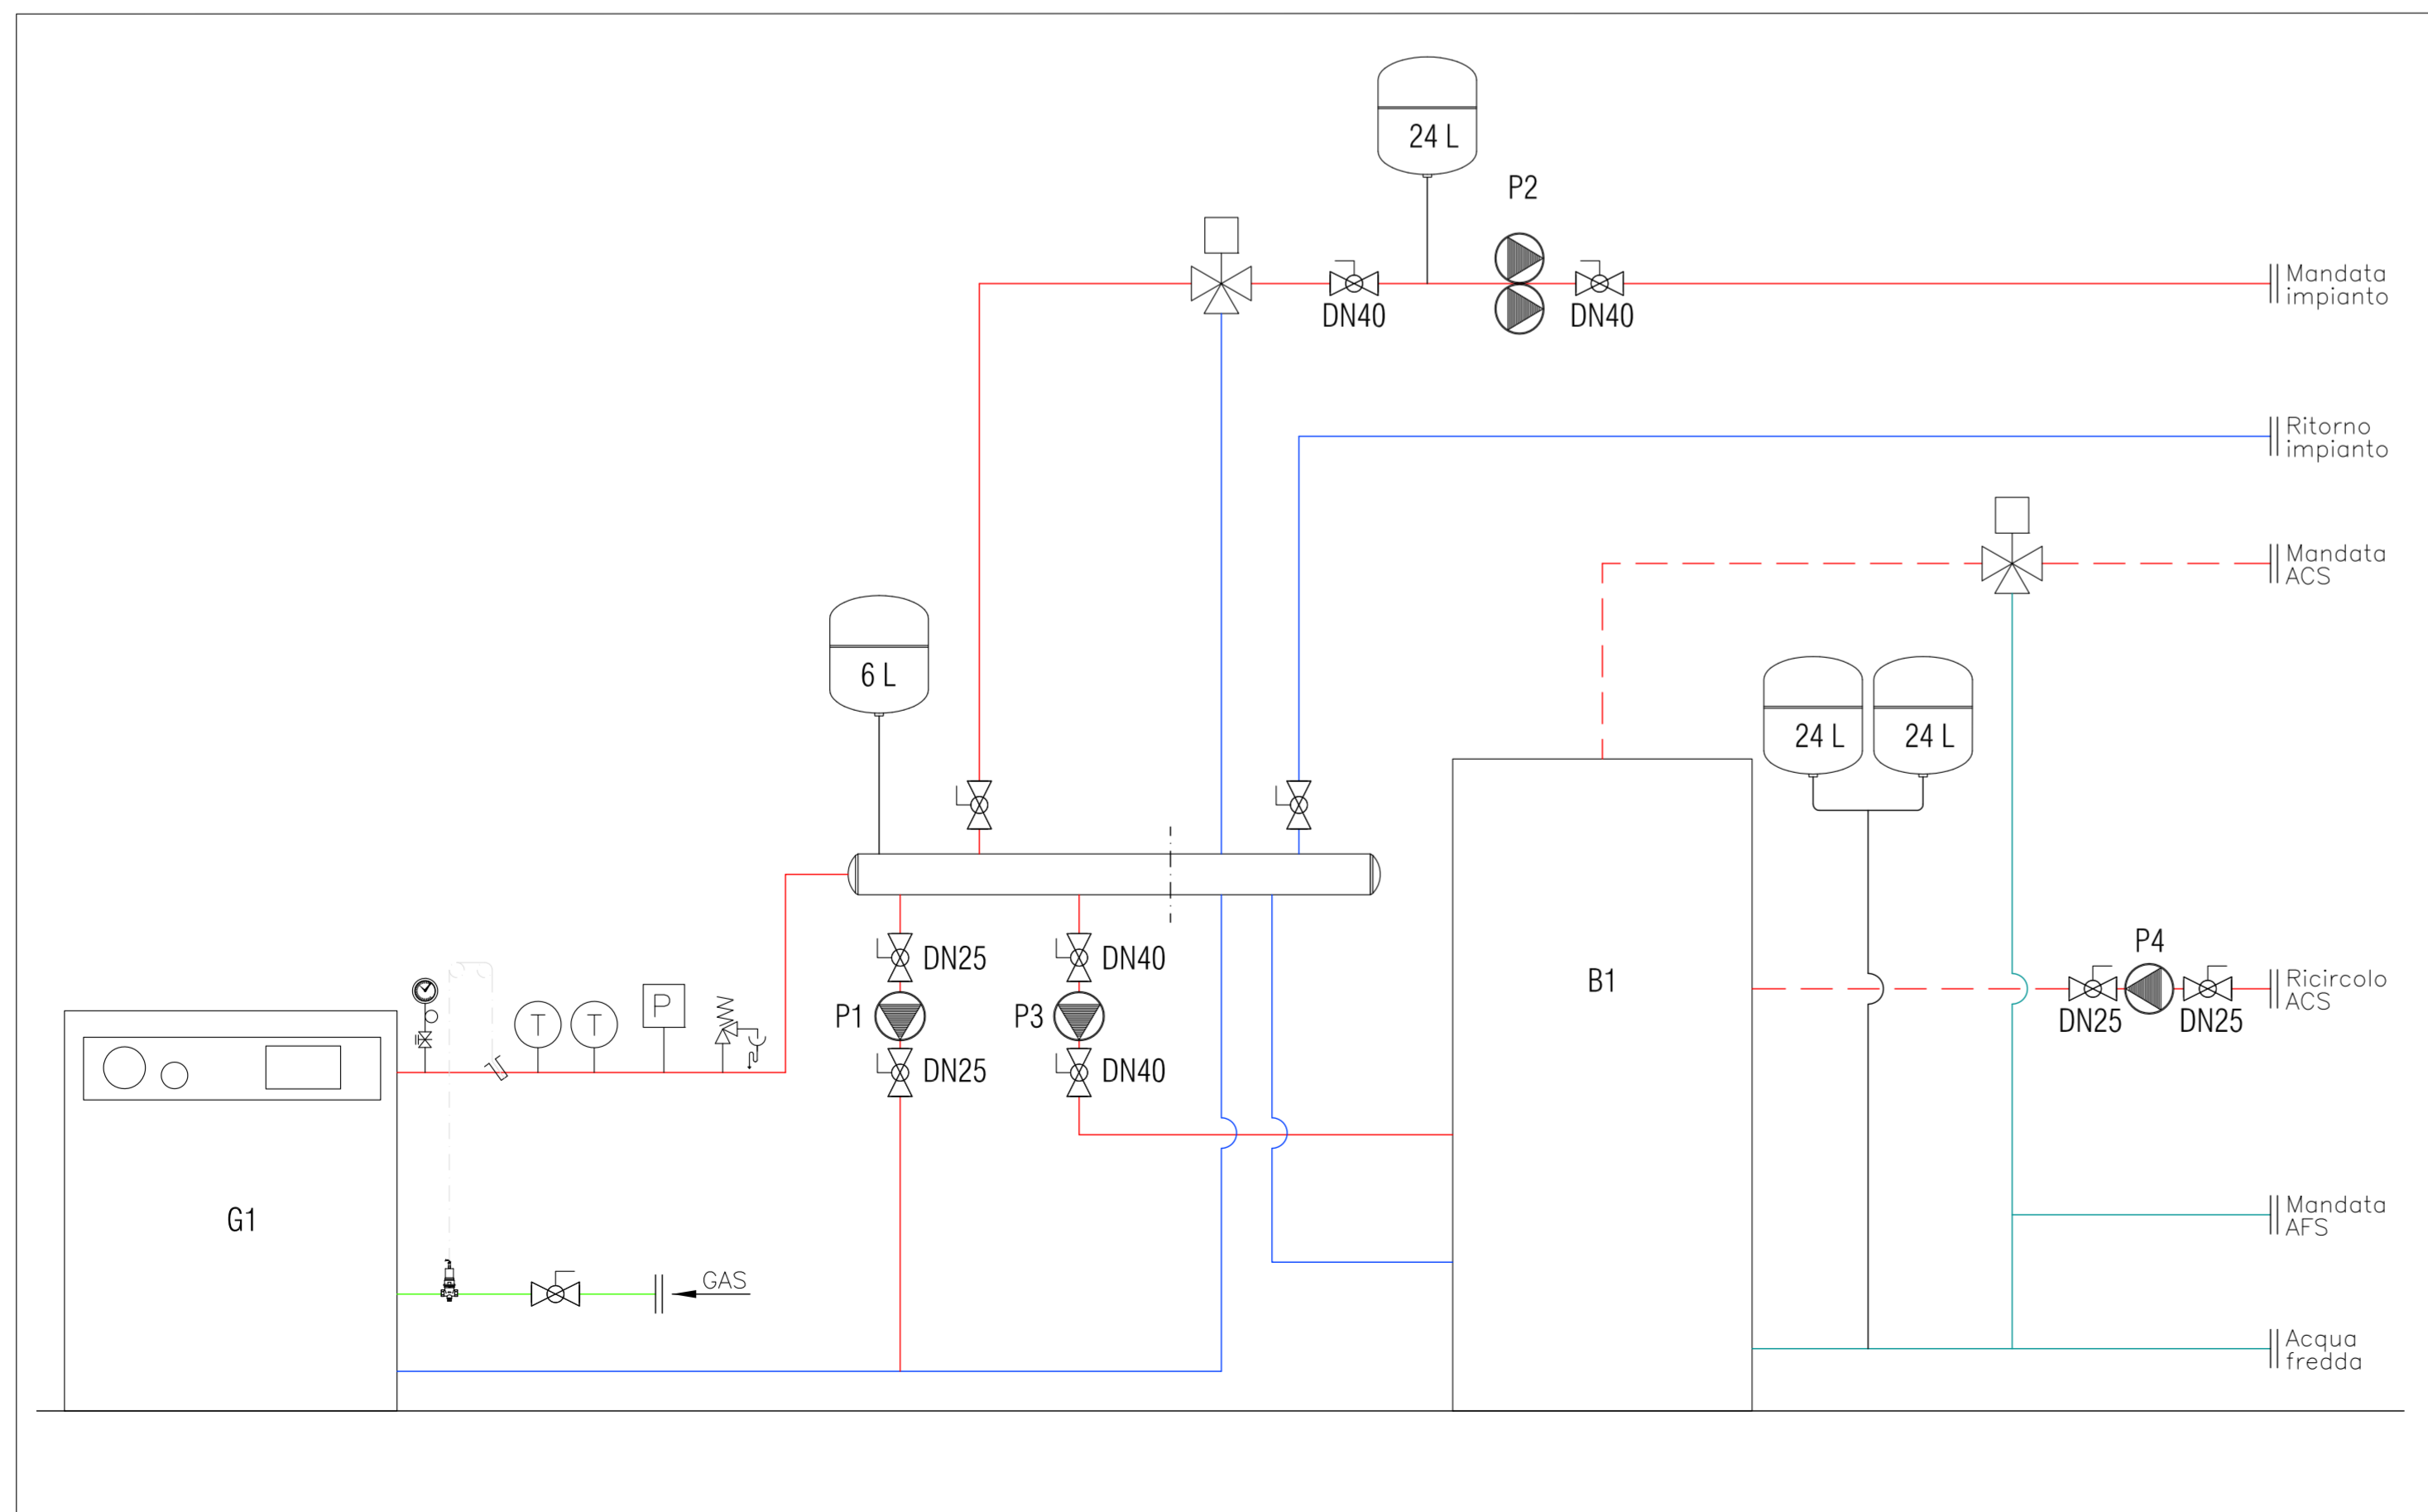 24 L
P2
DN40
DN40
Mandata
impianto
Ritorno
impianto
Mandata
ACS
6 L
24 L
24 L
DN25
DN40
P1
P3
DN25
DN40
T
T
P
B1
P4
DN25
DN25
Ricircolo
ACS
G1
GAS
Mandata
AFS
Acqua
fredda